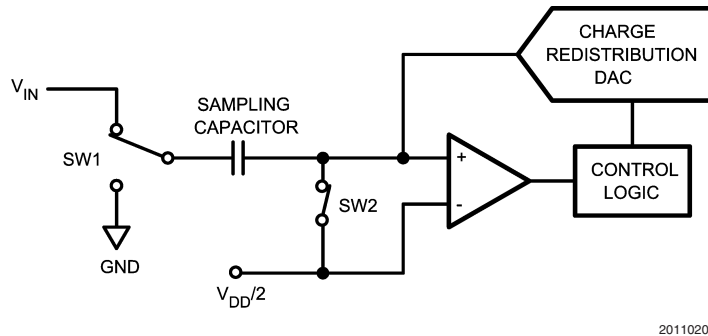 CHARGE
REDISTRIBUTION
DAC
VIN
SAMPLING
CAPACITOR
SW1
+
-
CONTROL
LOGIC
SW2
GND
VDD/2
2011020